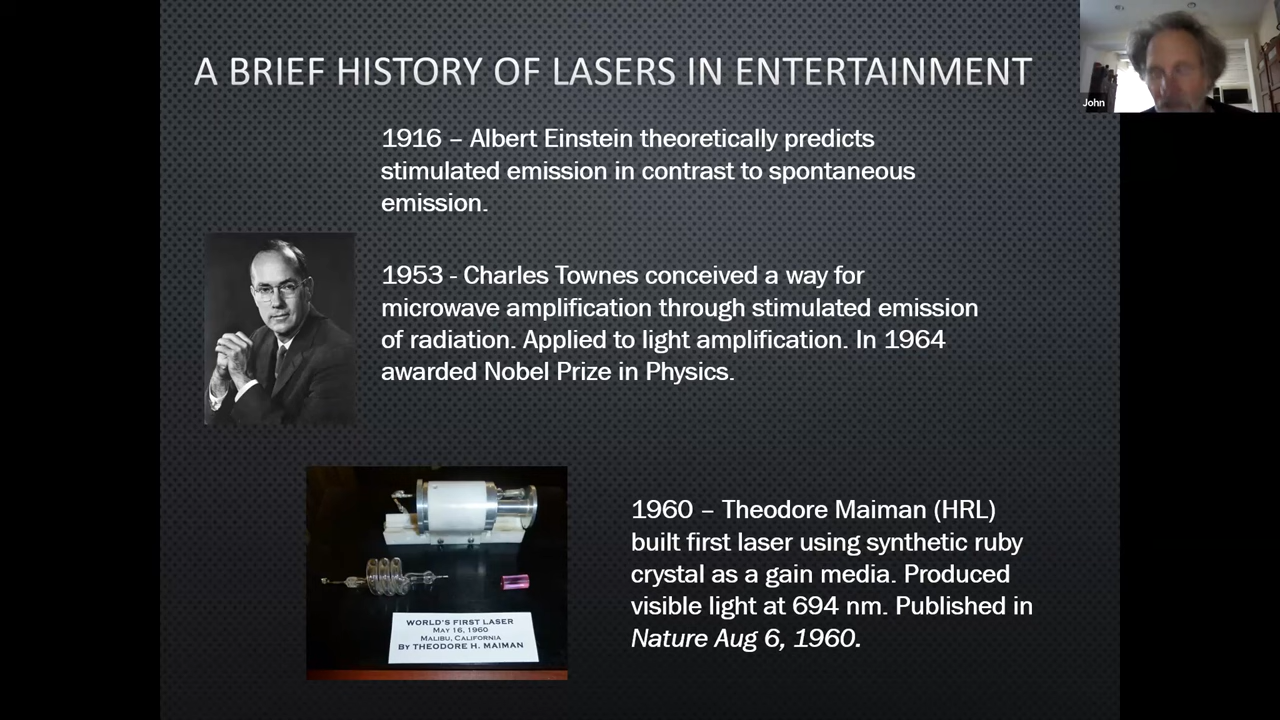 A BRIEF HISTORY OF LASERS IN ENTERTAINMENT
John
1916 – Albert Einstein theoretically predicts
stimulated emission in contrast to spontaneous
emission.
1953 - Charles Townes conceived a way for
microwave amplification through stimulated emission
of radiation. Applied to light amplification. In 1964
awarded Nobel Prize in Physics.
1960 – Theodore Maiman (HRL)
built first laser using synthetic ruby
crystal as a gain media. Produced
visible light at 694 nm. Published in
Nature Aug 6, 1960.
WORLD'S FIRST LASER
MAY 16, 1960
MALIBU, CALIFORNIA
BY THEODORE H. MAIMAN